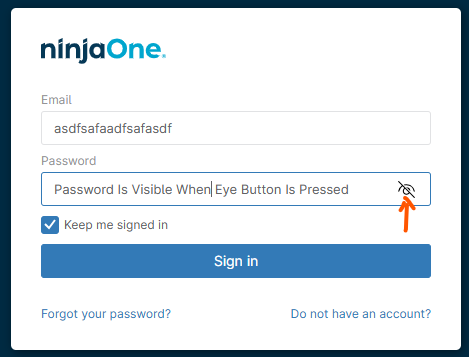 ninjaOne.
Email
asdfsafaadfsafasdf
Password
Password Is Visible When Eye Button Is Pressed
Keep me signed in
Sign in
Forgot your password? Do not have an account?